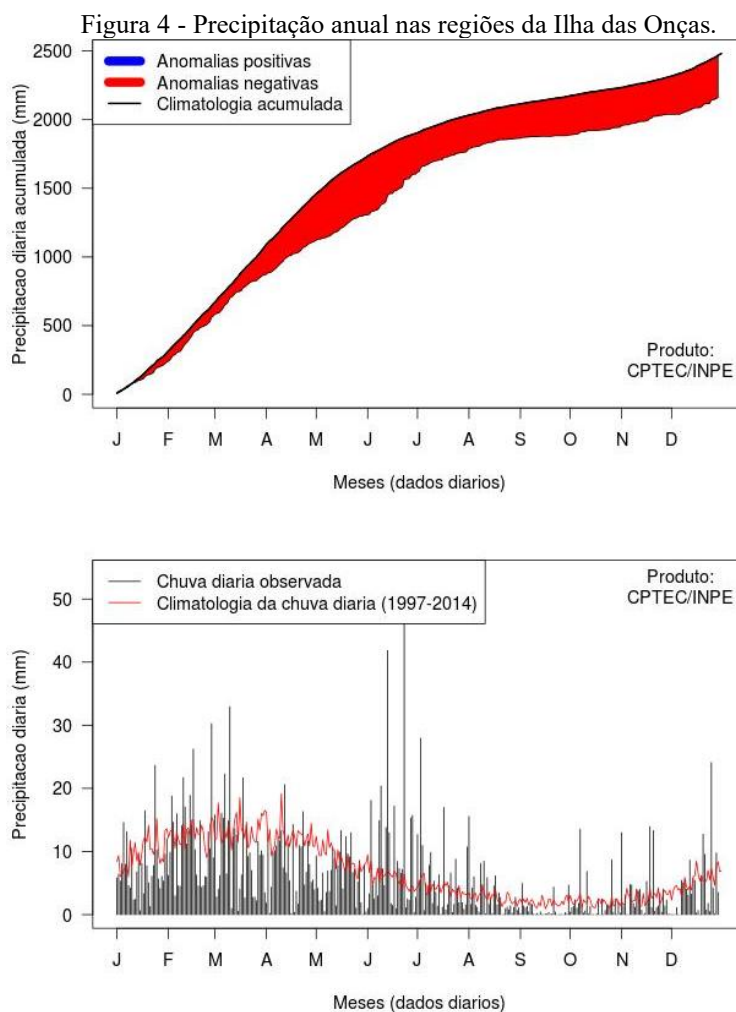 Figura 4 - Precipitação anual nas regiões da Ilha das Onças.
2500
2000
1500
1000
500
0
Precipitacao diaria acumulada (mm)
Anomalias positivas
Anomalias negativas
Climatologia acumulada
Produto:
CPTEC/INPE
J F M A M J J A S O N D
Meses (dados diarios)
50
40
30
20
10
0
Precipitacao diaria (mm)
Chuva diaria observada
Climatologia da chuva diaria (1997-2014)
Produto:
CPTEC/INPE
J F M A M J J A S O N D
Meses (dados diarios)